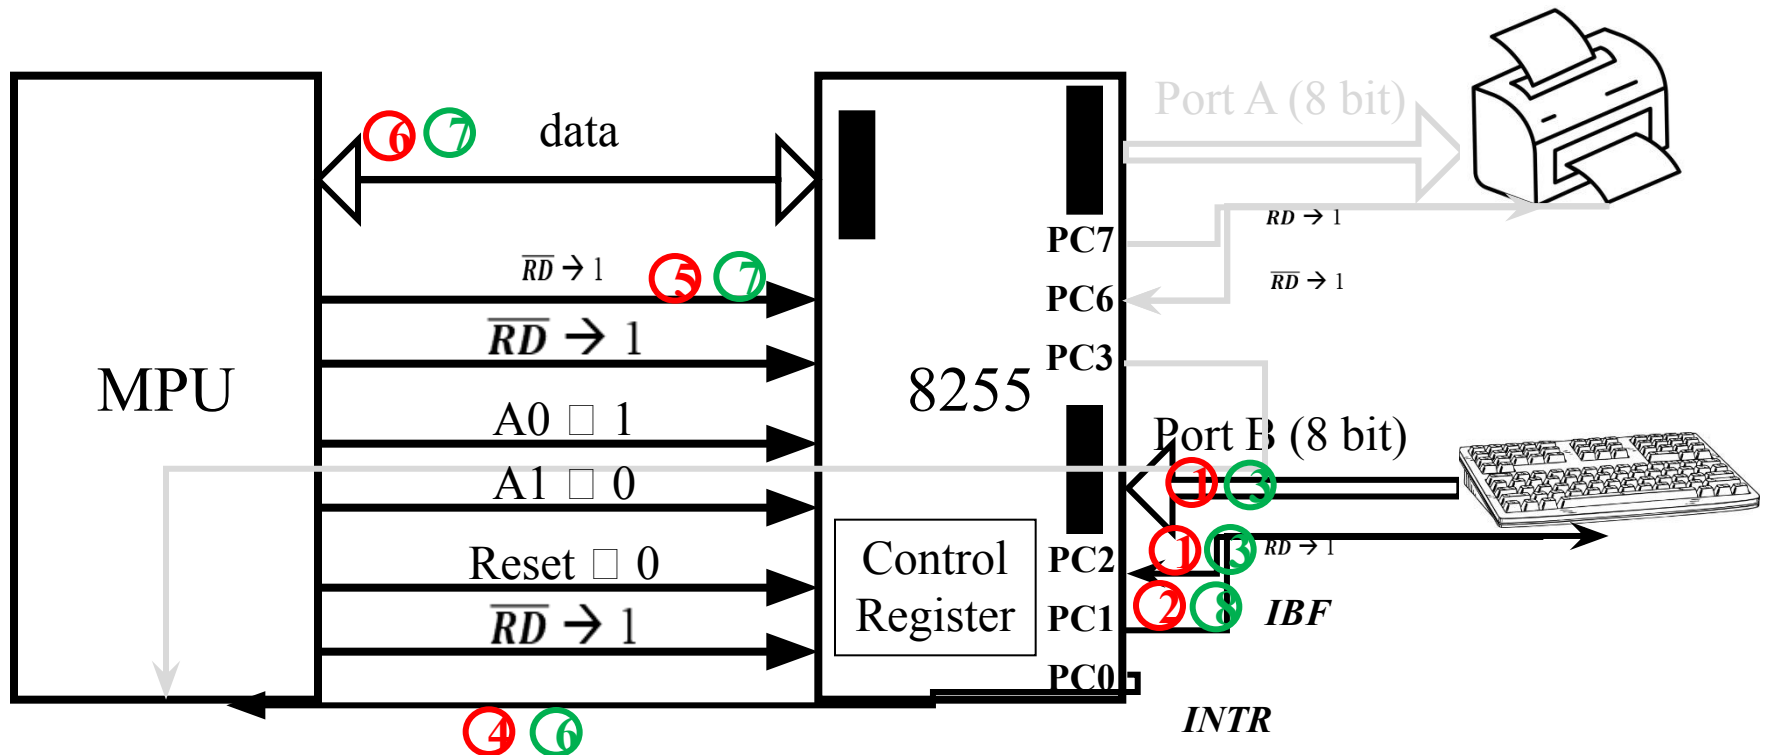 Port A (8 bit)
6 7 data
RD → 1
PC7
RD → 1
5 7
RD → 1
PC6
RD → 1
PC3
MPU
8255
A0 □ 1
Port B (8 bit)
A1 □ 0
1 3
1 3
RD → 1
Reset □ 0
Control
Register
PC2
2 8
IBF
PC1
RD → 1
PC0
4 6
INTR